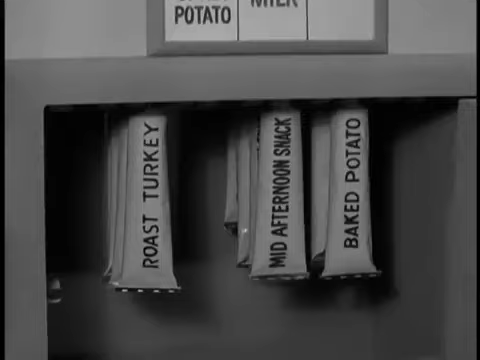 POTATO
MILK
ROAST TURKEY
MID AFTERNOON SNACK
BAKED POTATO